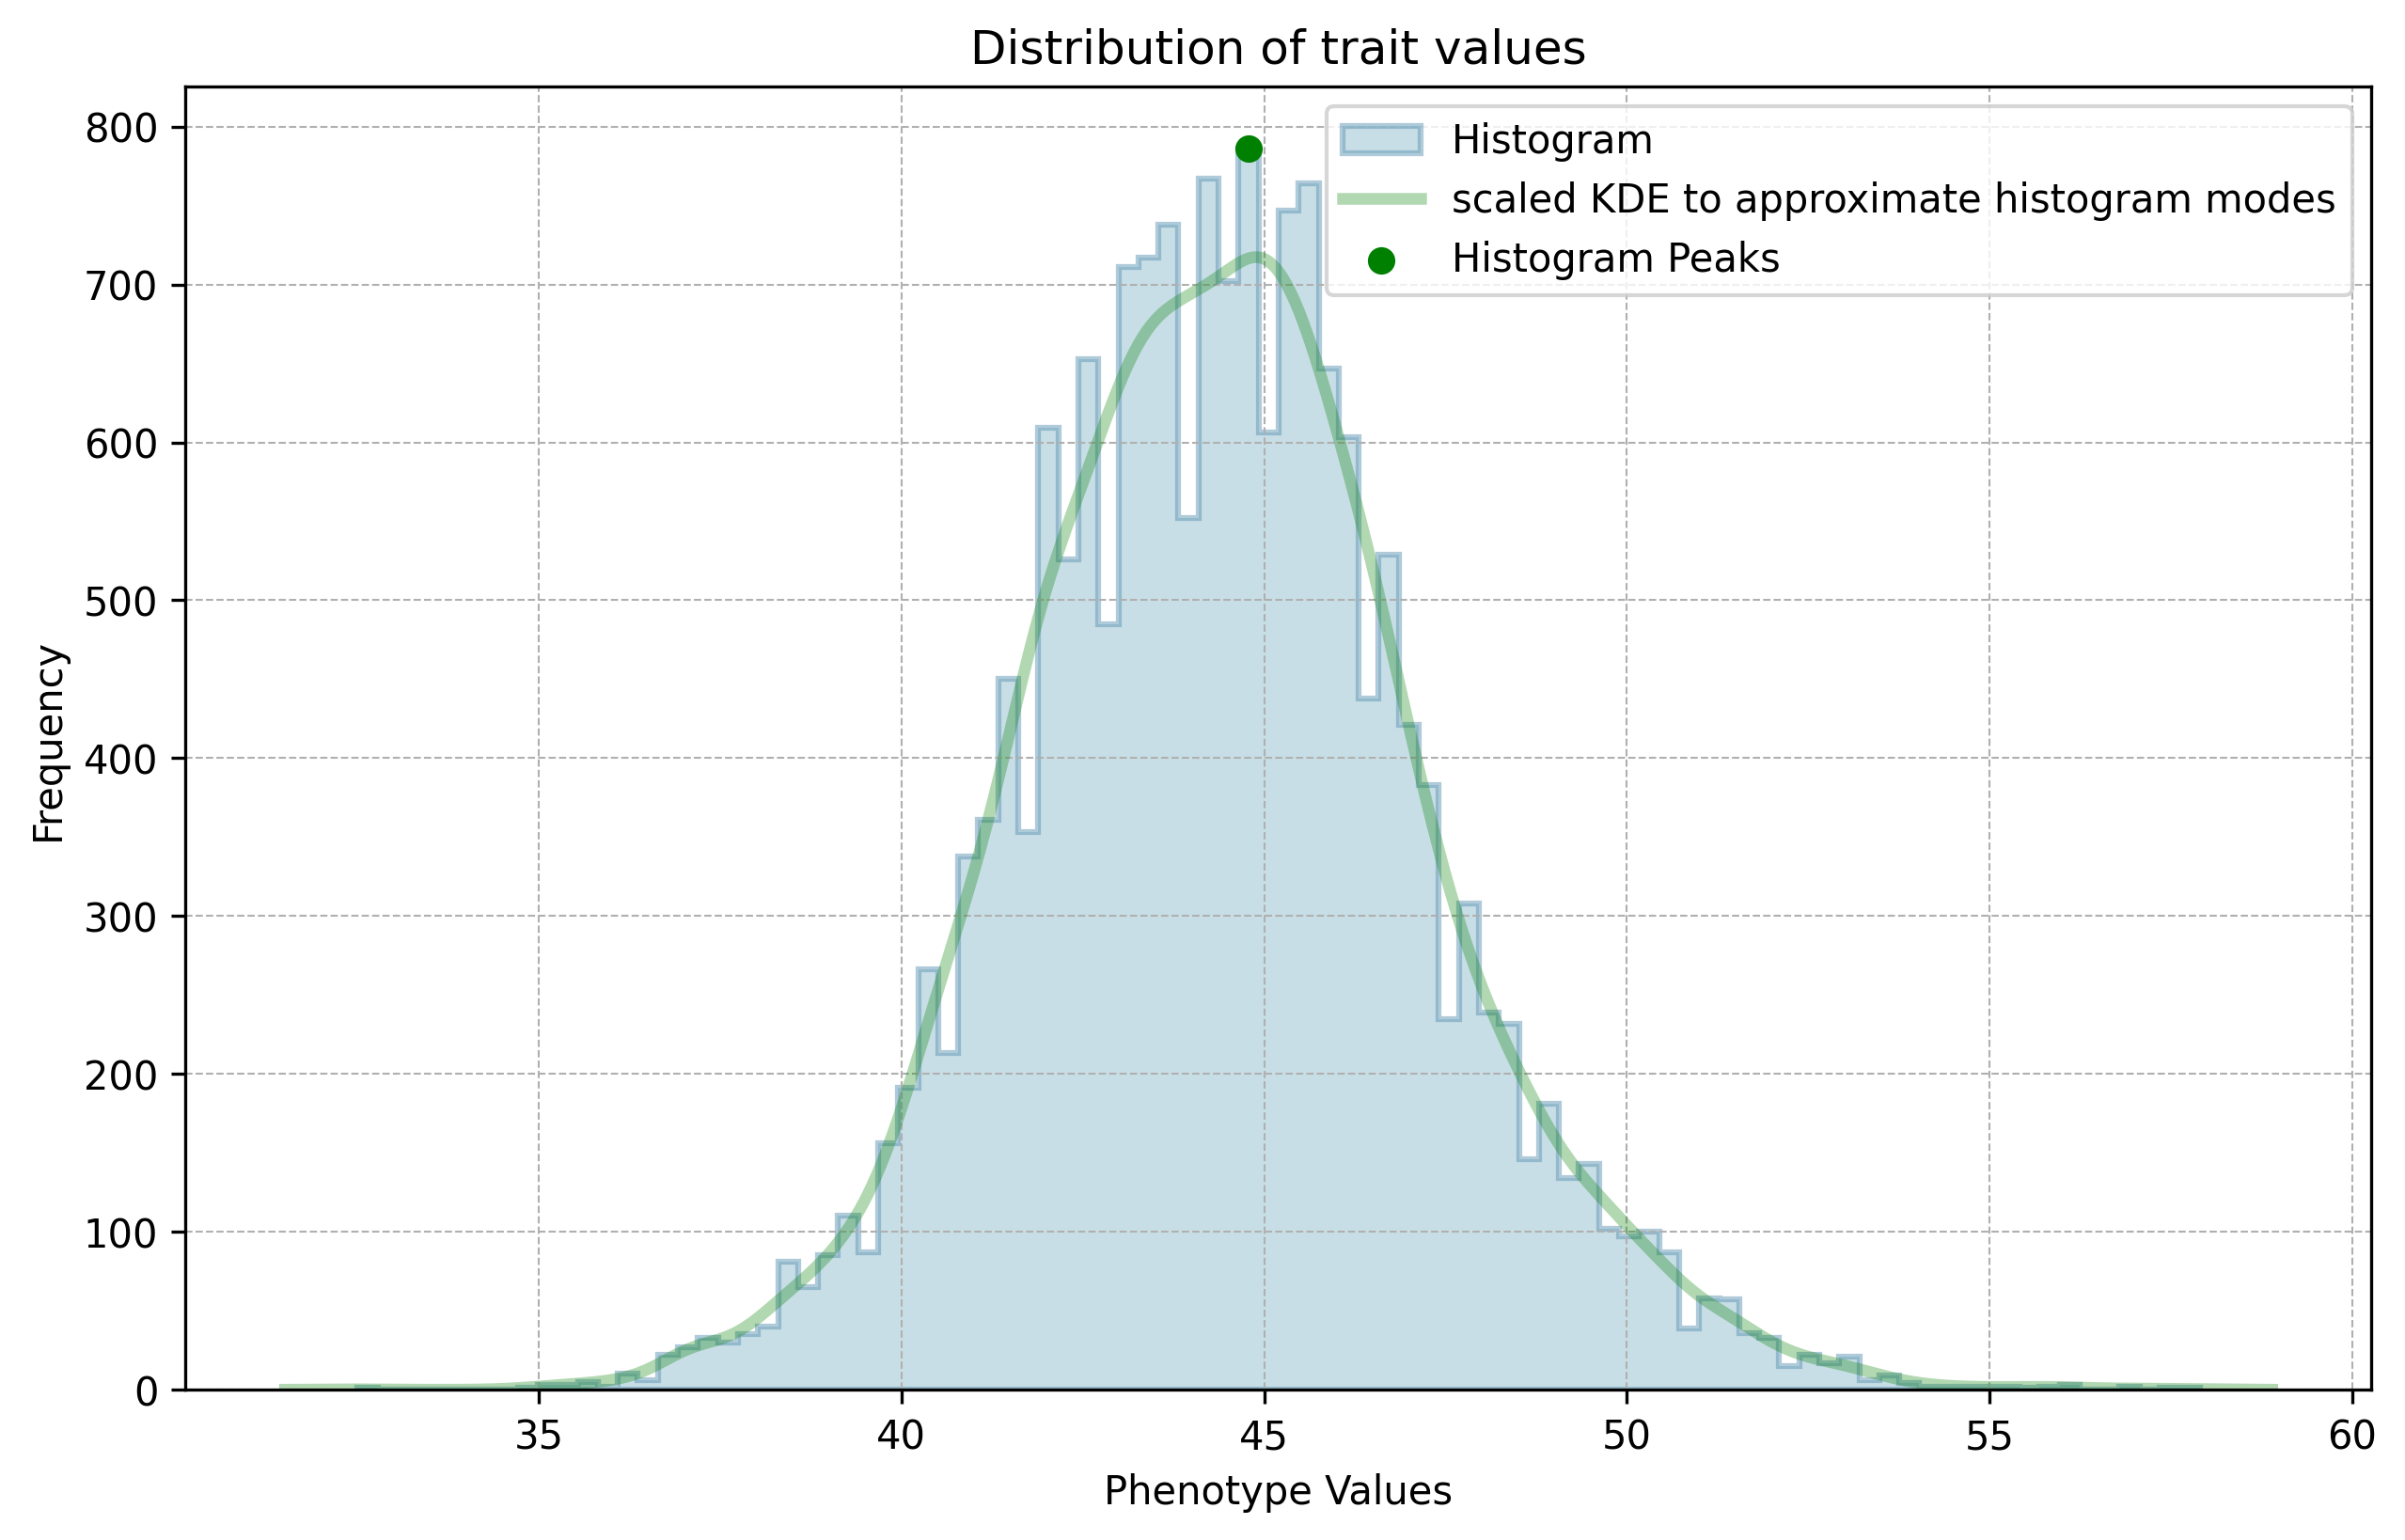 Distribution of trait values
Histogram
scaled KDE to approximate histogram modes
Histogram Peaks
Frequency
800
700
600
500
400
300
200
100
0
35
40
45
50
55
60
Phenotype Values